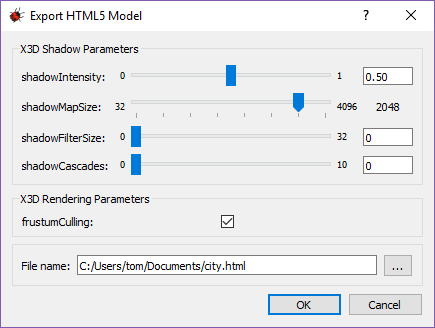 Export HTML5 Model
X3D Shadow Parameters
shadowIntensity: 0 1 0.50
shadowMapSize: 32 4096 2048
shadowFilterSize: 0 32 0
shadowCascades: 0 10 0
X3D Rendering Parameters
frustumCulling:
File name: C:/Users/tom/Documents/city.html ...
OK Cancel